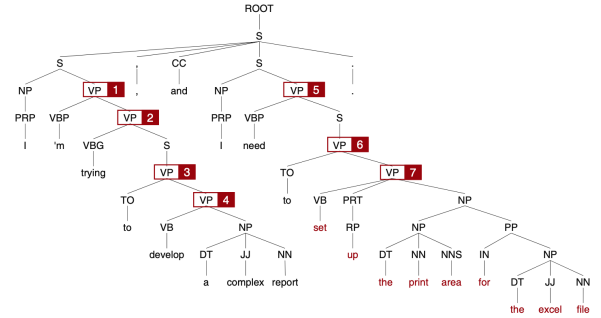 ROOT
S
S , CC S .
NP VP 1 , and NP VP 5 .
PRP VBP VP 2 PRP VBP S
I 'm VBG S I need VP 6
trying VP 3 TO VP 7
TO VP 4 to VB PRT NP
to VB NP set RP NP PP
develop DT JJ NN up DT NN NNS IN NP
a complex report the print area for DT JJ NN
the excel file